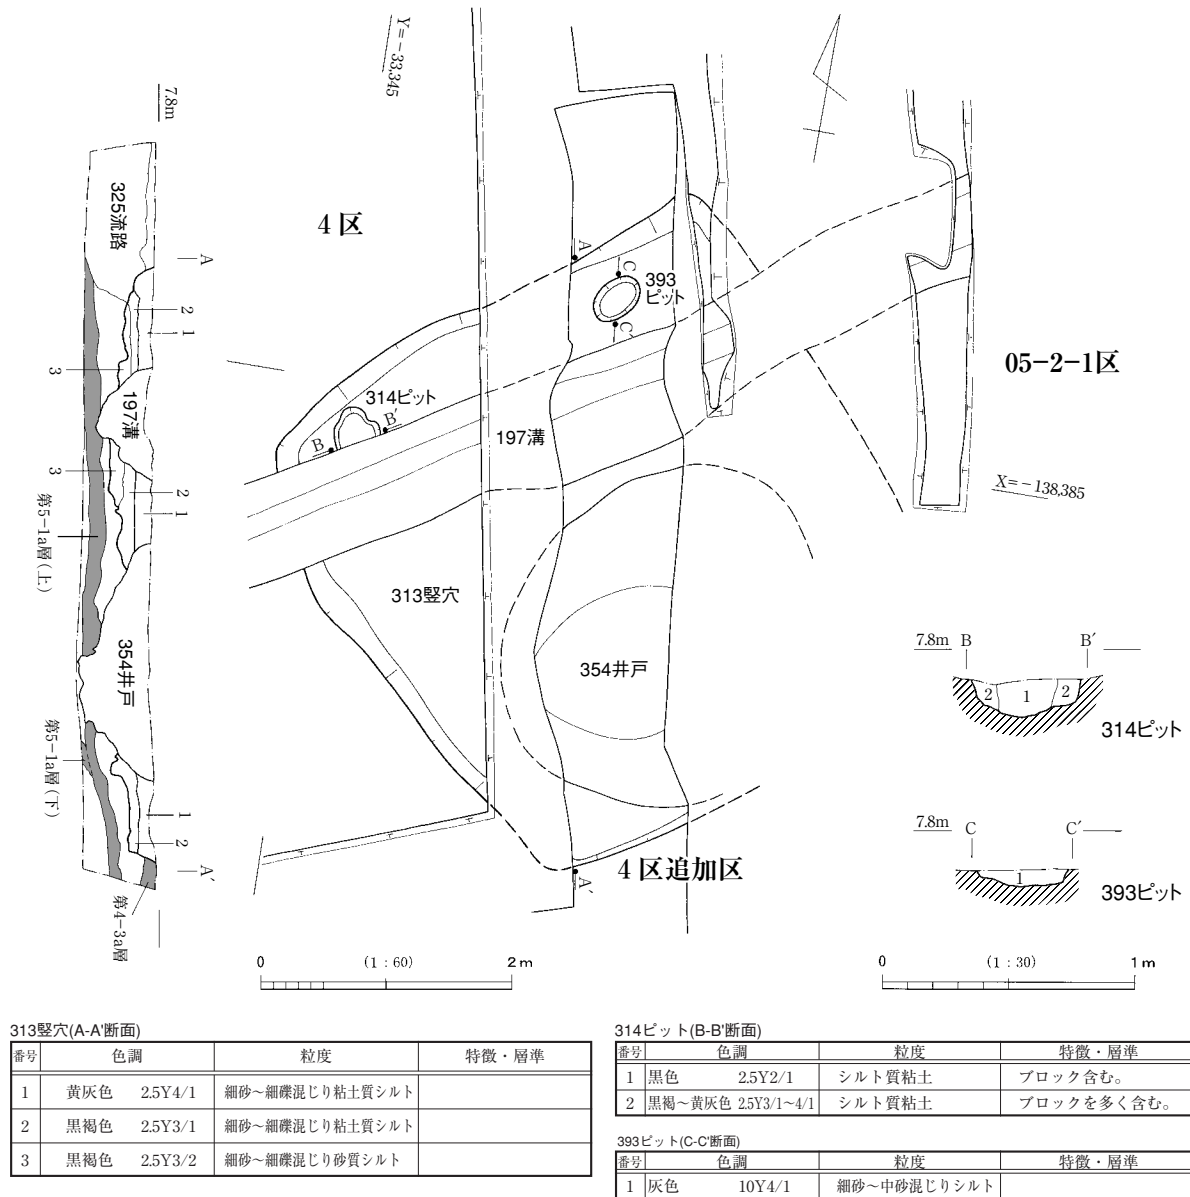 Y=-33,345
7.8m
325流路
A
2
1
3
197溝
3
2
1
第5-1a層(上)
354井戸
第5-1a層(下)
1
2
A′
第4-3a層
4区
A
C
393
ピット
C′
314ピット
B
B′
197溝
05-2-1区
X=-138,385
313竪穴
354井戸
4区追加区
A′
7.8m B B′
2 1 2
314ピット
7.8m C C′
1
393ピット
0 (1:60) 2m
0 (1:30) 1m
313竪穴(A-A'断面)
番号 色調 粒度 特徴・層準
1 黄灰色 2.5Y4/1 細砂～細礫混じり粘土質シルト
2 黒褐色 2.5Y3/1 細砂～細礫混じり粘土質シルト
3 黒褐色 2.5Y3/2 細砂～細礫混じり砂質シルト
314ピット(B-B'断面)
番号 色調 粒度 特徴・層準
1 黒色 2.5Y2/1 シルト質粘土 ブロック含む。
2 黒褐～黄灰色 2.5Y3/1~4/1 シルト質粘土 ブロックを多く含む。
393ピット(C-C'断面)
番号 色調 粒度 特徴・層準
1 灰色 10Y4/1 細砂～中砂混じりシルト